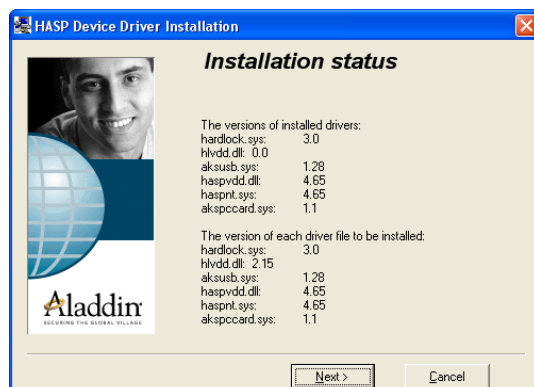 HASP Device Driver Installation
Installation status
The versions of installed drivers:
hardlock.sys: 3.0
hlvdd.dll: 0.0
aksusb.sys: 1.28
haspvdd.dll: 4.65
haspnt.sys: 4.65
akspccard.sys: 1.1
The version of each driver file to be installed:
hardlock.sys: 3.0
hlvdd.dll: 2.15
aksusb.sys: 1.28
haspvdd.dll: 4.65
haspnt.sys: 4.65
akspccard.sys: 1.1
Aladdin
SECURING THE GLOBAL VILLAGE
Next >
Cancel